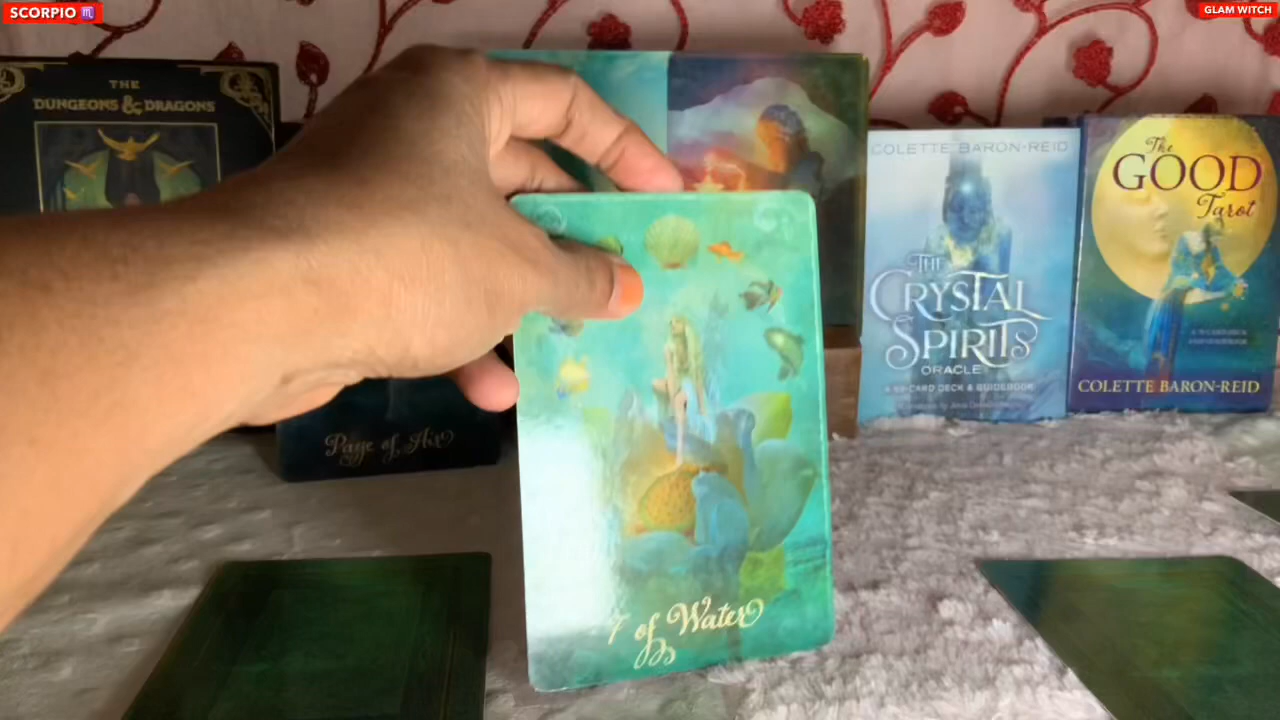 SCORPIO ♏
GLAM WITCH
THE
DUNGEONS & DRAGONS
COLETTE BARON-REID
THE
CRYSTAL
SPIRITS
ORACLE
The
GOOD
Tarot
COLETTE BARON-REID
Page of Air
7 of Water